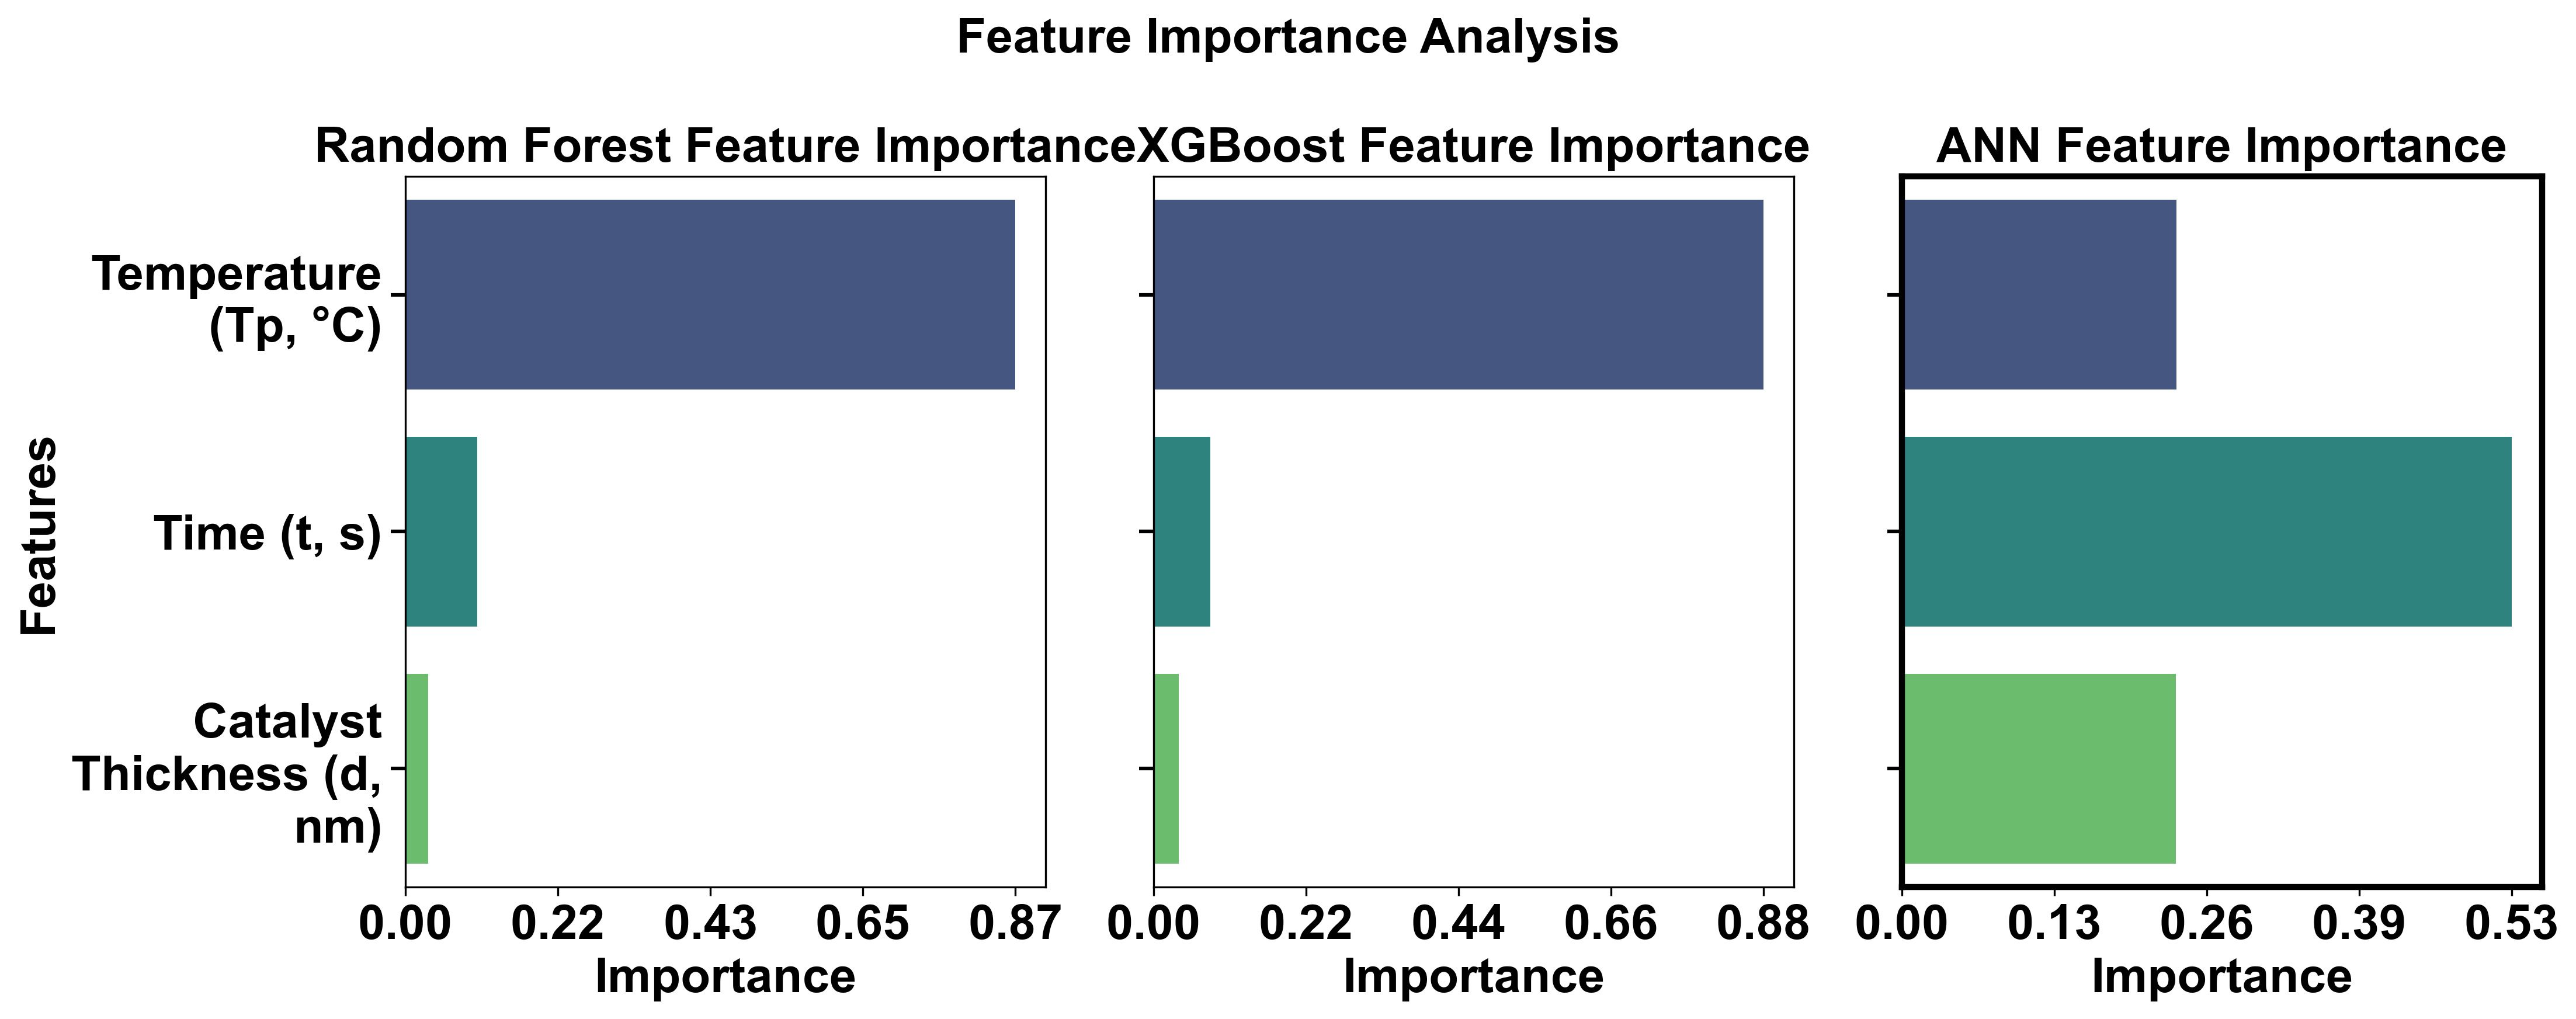 Feature Importance Analysis
Random Forest Feature Importance
XGBoost Feature Importance
ANN Feature Importance
Features
Temperature
(Tp, °C)
Time (t, s)
Catalyst
Thickness (d,
nm)
0.00 0.22 0.43 0.65 0.87
Importance
0.00 0.22 0.44 0.66 0.88
Importance
0.00 0.13 0.26 0.39 0.53
Importance